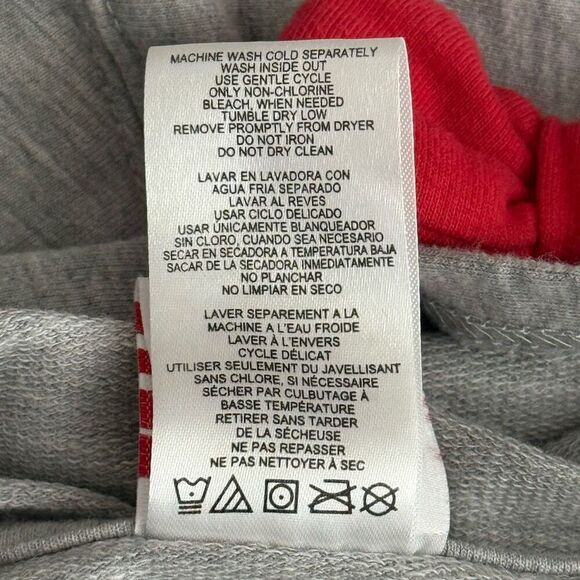 MACHINE WASH COLD SEPARATELY
WASH INSIDE OUT
USE GENTLE CYCLE
ONLY NON-CHLORINE
BLEACH, WHEN NEEDED
TUMBLE DRY LOW
REMOVE PROMPTLY FROM DRYER
DO NOT IRON
DO NOT DRY CLEAN
LAVAR EN LAVADORA CON
AGUA FRIA SEPARADO
LAVAR AL REVES
USAR CICLO DELICADO
USAR ÚNICAMENTE BLANQUEADOR
SIN CLORO, CUANDO SEA NECESARIO
SECAR EN SECADORA A TEMPERATURA BAJA
SACAR DE LA SECADORA INMEDIATAMENTE
NO PLANCHAR
NO LIMPIAR EN SECO
LAVER SEPAREMENT A LA
MACHINE A L'EAU FROIDE
LAVER À L'ENVERS
CYCLE DÉLICAT
UTILISER SEULEMENT DU JAVELLISANT
SANS CHLORE, SI NÉCESSAIRE
SÉCHER PAR CULBUTAGE À
BASSE TEMPÉRATURE
RETIRER SANS TARDER
DE LA SÉCHEUSE
NE PAS REPASSER
NE PAS NETTOYER À SEC